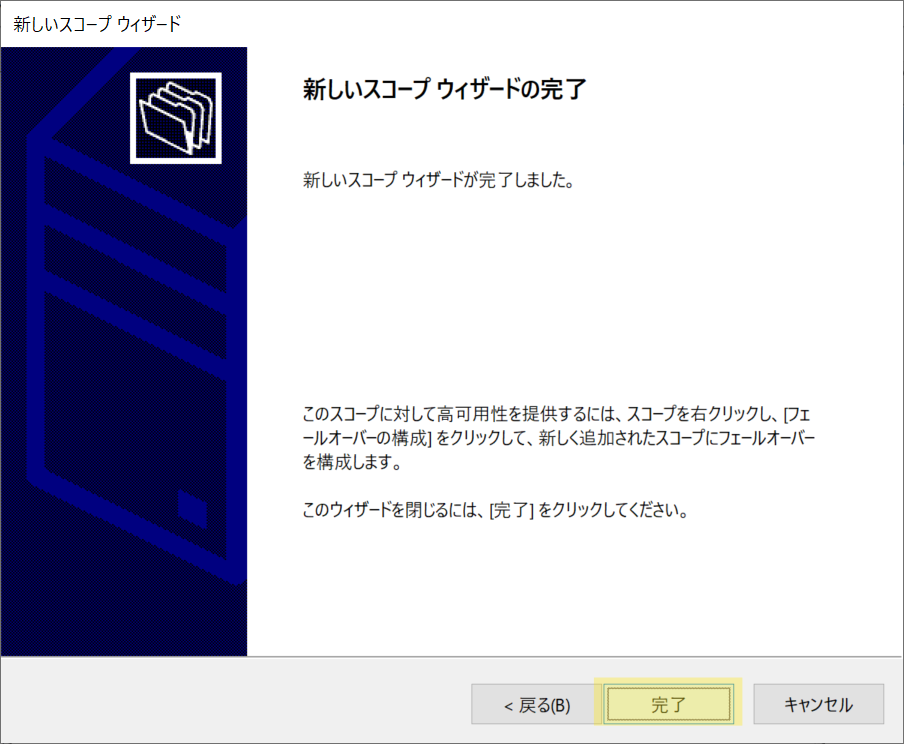 新しいスコープ ウィザード
新しいスコープ ウィザードの完了
新しいスコープ ウィザードが完了しました。
このスコープに対して高可用性を提供するには、スコープを右クリックし、[フェ
ールオーバーの構成] をクリックして、新しく追加されたスコープにフェールオーバー
を構成します。
このウィザードを閉じるには、[完了] をクリックしてください。
< 戻る(B)
完了
キャンセル